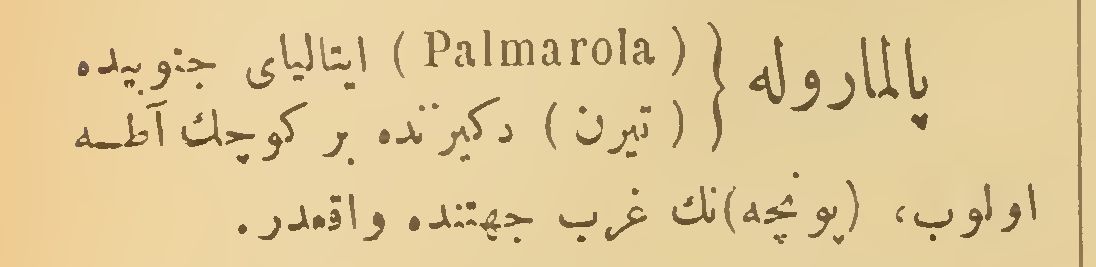 پالماروله { ( Palmarola ) ایتالیای جنوبیده
( تیرن ) دکیزنده بر کوچك آطه
اولوب، (پونچه)نك غرب جهتنده واقعدر.